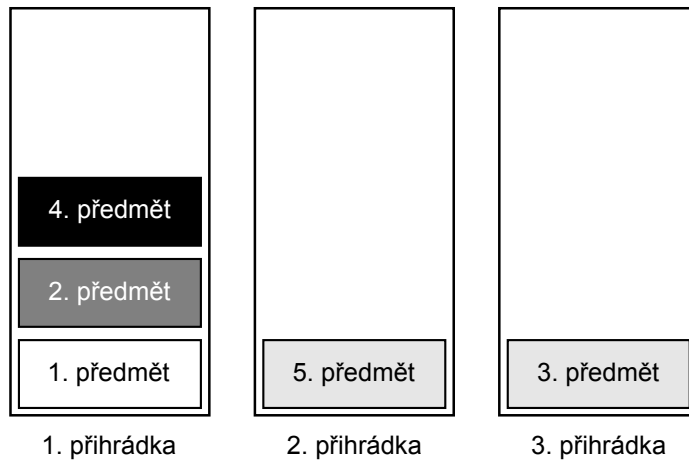 4. předmět
2. předmět
1. předmět
5. předmět
3. předmět
1. přihrádka
2. přihrádka
3. přihrádka